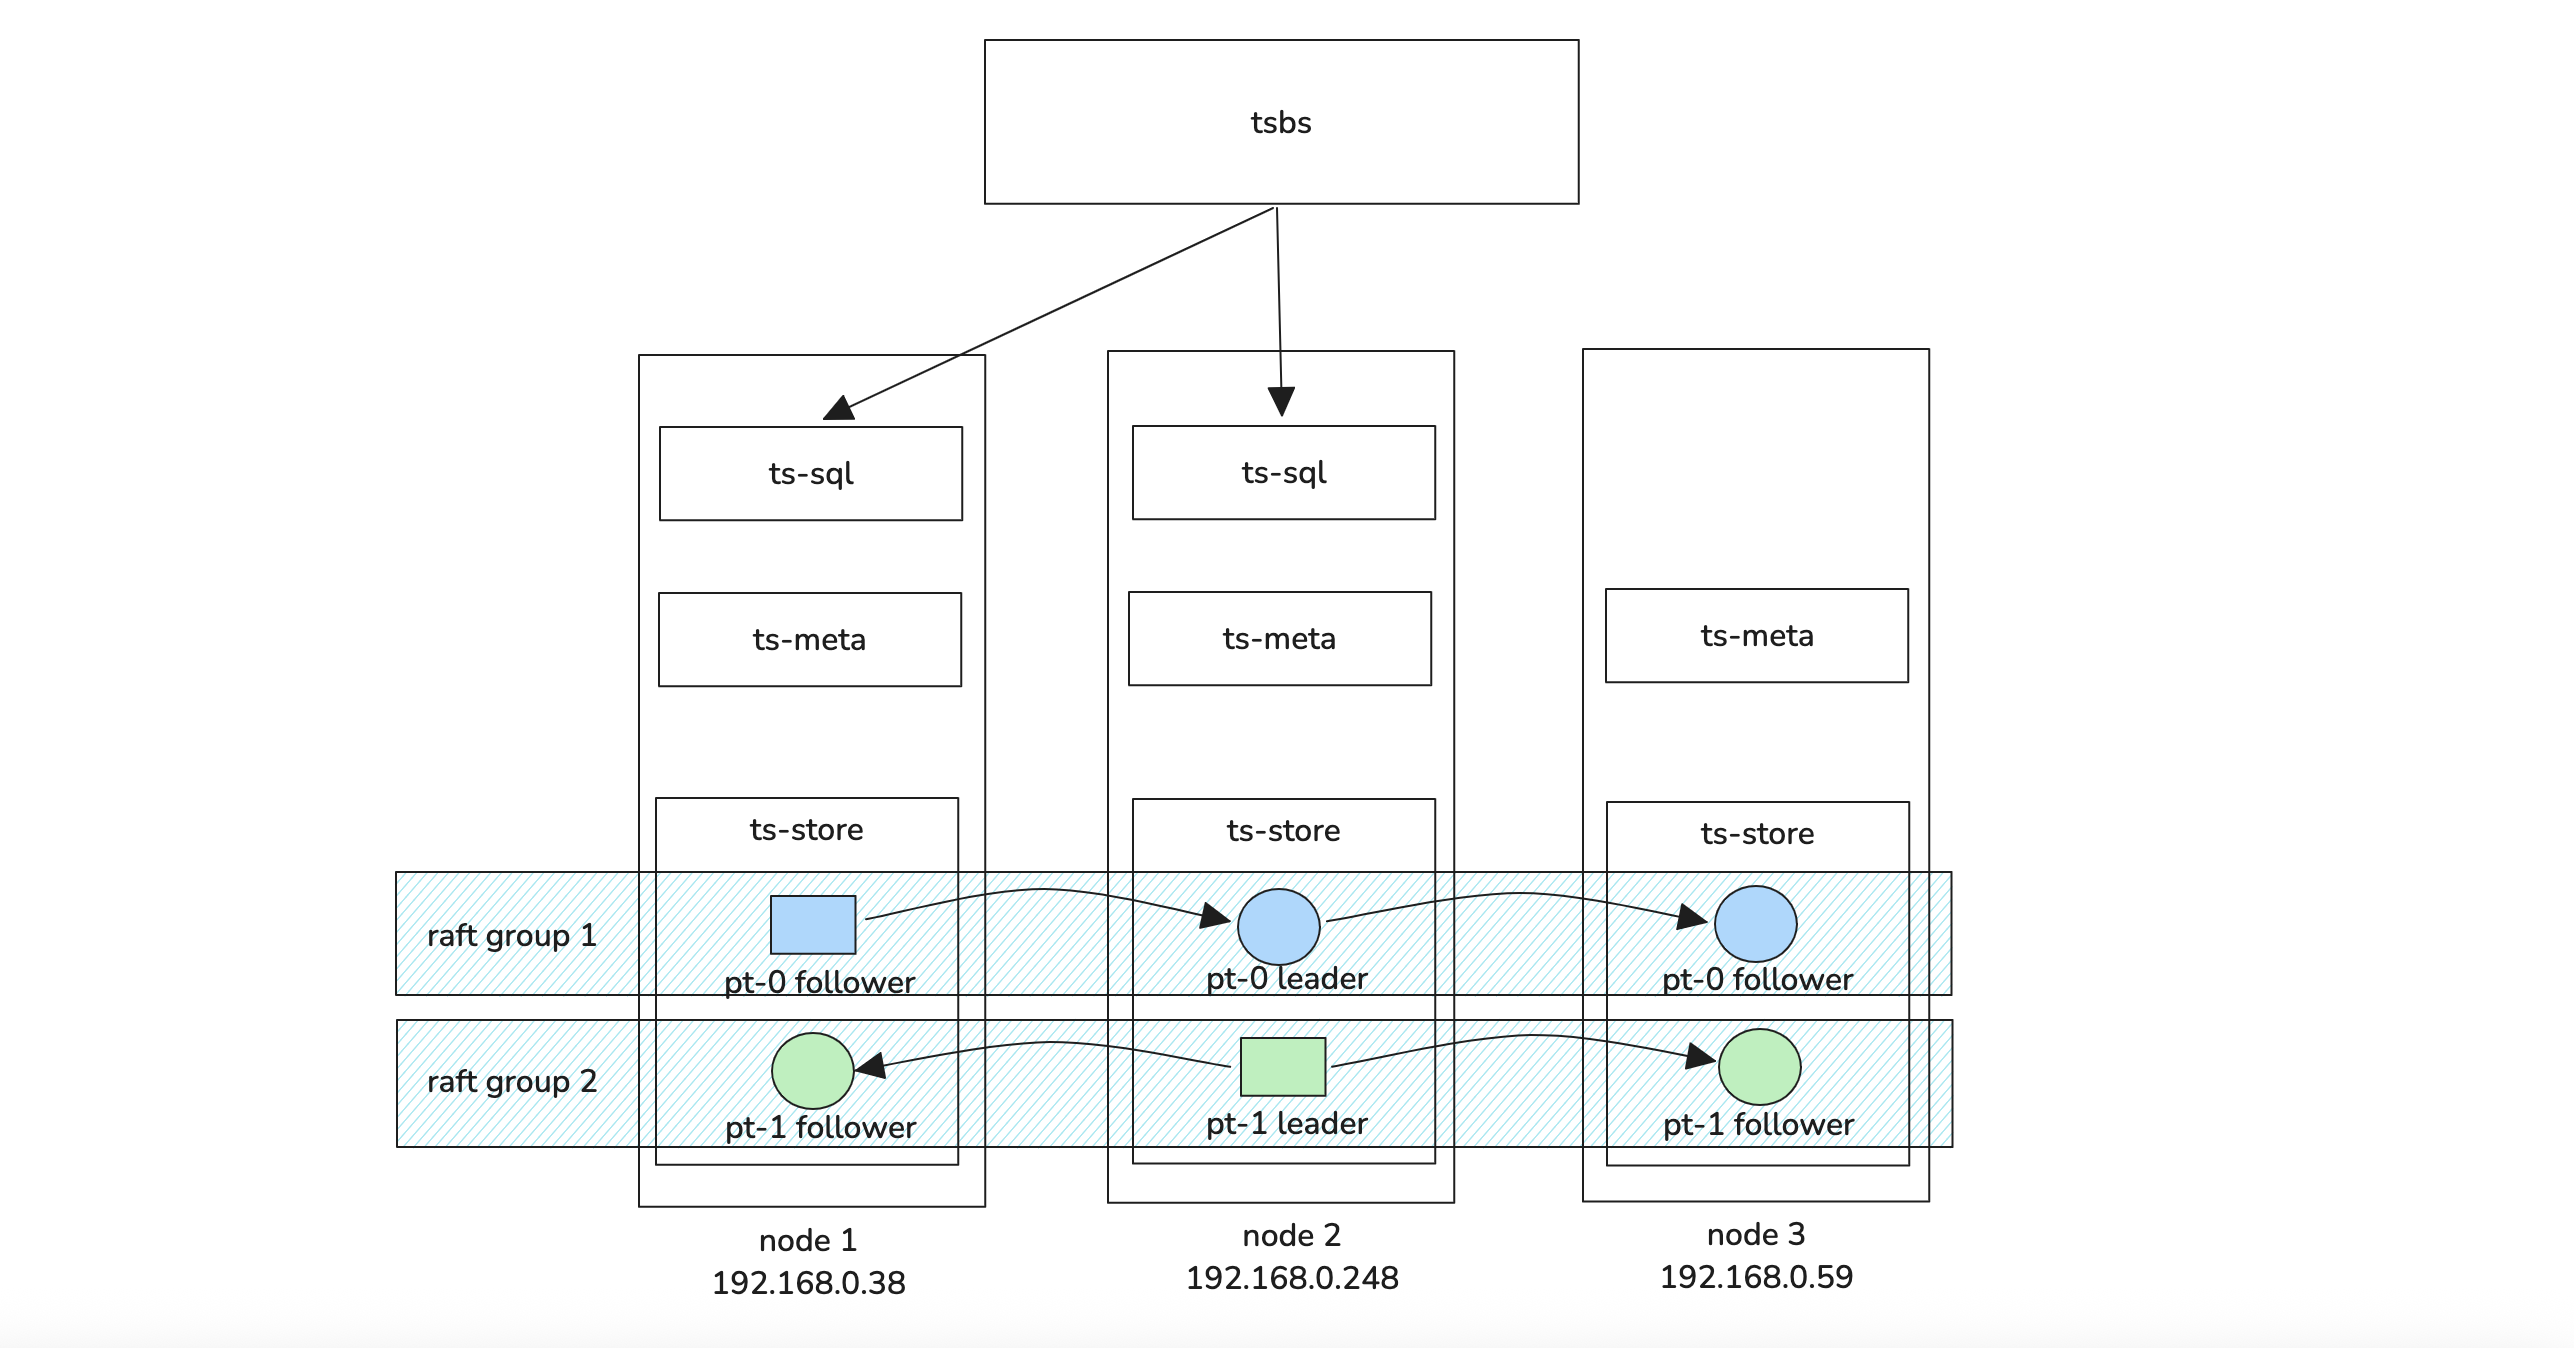 tsbs
ts-sql
ts-sql
ts-meta
ts-meta
ts-meta
ts-store
ts-store
ts-store
raft group 1
pt-0 follower
pt-0 leader
pt-0 follower
raft group 2
pt-1 follower
pt-1 leader
pt-1 follower
node 1
192.168.0.38
node 2
192.168.0.248
node 3
192.168.0.59